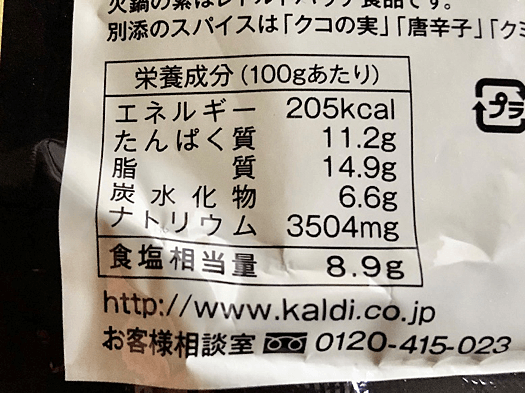 火鍋の素はレトルトパウチ食品です。
別添のスパイスは「クコの実」「唐辛子」「クミ
栄養成分(100gあたり)
エネルギー 205kcal
たんぱく質 11.2g
脂質 14.9g
炭水化物 6.6g
ナトリウム 3504mg
食塩相当量 8.9g
プラ
http://www.kaldi.co.jp
お客様相談室 0120-415-023